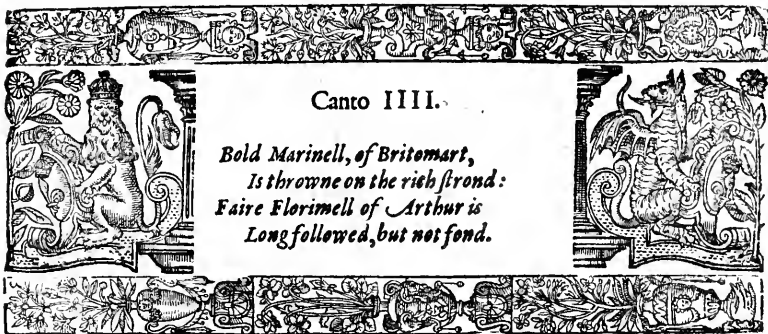 Canto IIII.
Bold Marinell, of Britomart,
Is throwne on the rich ſtrond:
Faire Florimell of Arthur is
Long followed, but not fond.